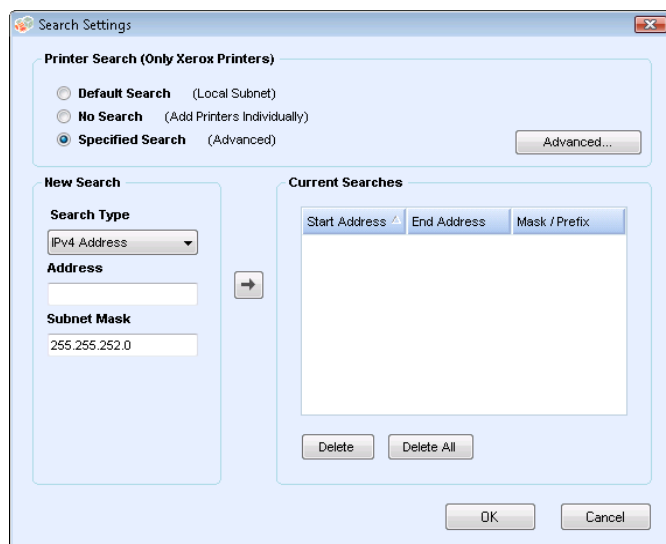 Search Settings
Printer Search (Only Xerox Printers)
Default Search (Local Subnet)
No Search (Add Printers Individually)
Specified Search (Advanced)
Advanced...
New Search
Search Type
IPv4 Address
Address
Subnet Mask
255.255.252.0
Current Searches
Start Address End Address Mask / Prefix
Delete Delete All
OK Cancel